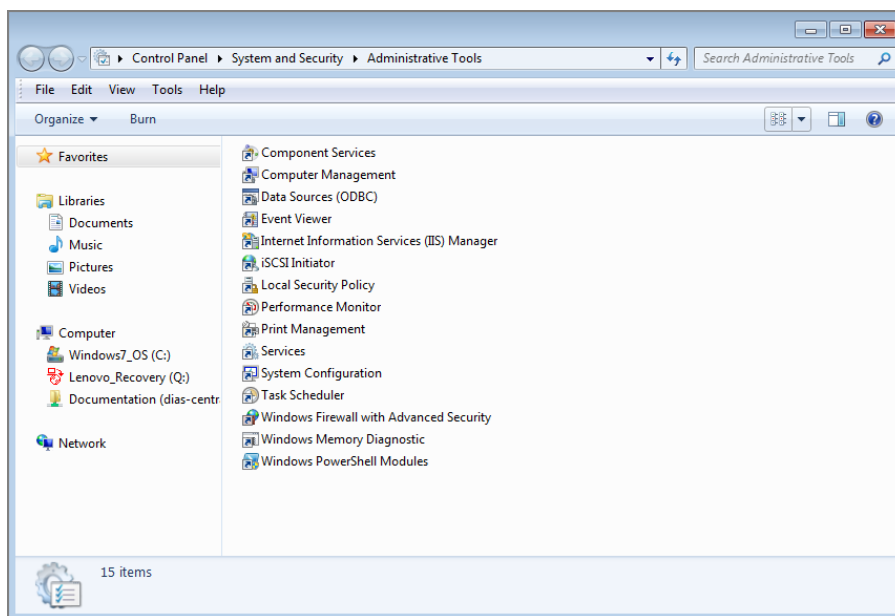 Control Panel System and Security Administrative Tools
Search Administrative Tools
File Edit View Tools Help
Organize Burn
Favorites
Libraries
Documents
Music
Pictures
Videos
Computer
Windows7_OS (C:)
Lenovo_Recovery (Q:)
Documentation (dias-centr
Network
Component Services
Computer Management
Data Sources (ODBC)
Event Viewer
Internet Information Services (IIS) Manager
iSCSI Initiator
Local Security Policy
Performance Monitor
Print Management
Services
System Configuration
Task Scheduler
Windows Firewall with Advanced Security
Windows Memory Diagnostic
Windows PowerShell Modules
15 items